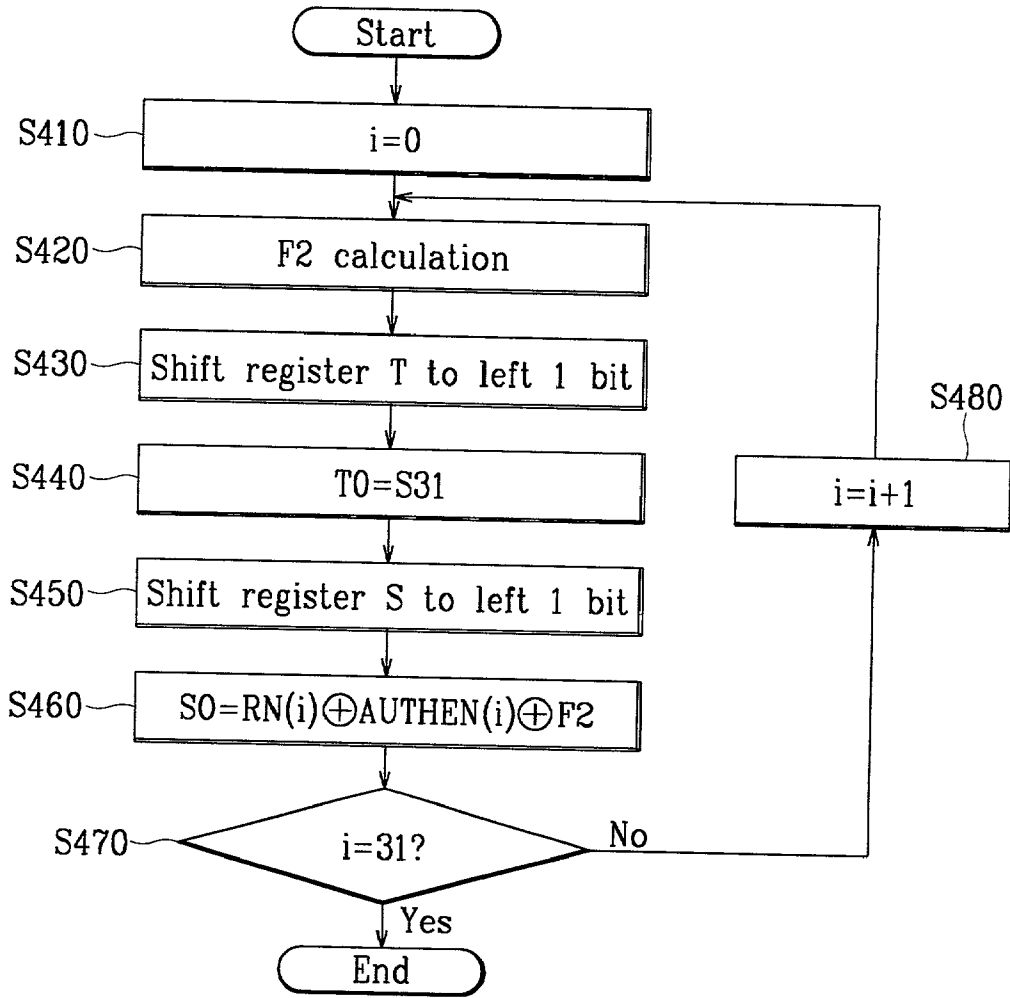 Start
S410
i=0
S420
F2 calculation
S430
Shift register T to left 1 bit
S440
T0=S31
S480
i=i+1
S450
Shift register S to left 1 bit
S460
S0=RN(i)⊕AUTHEN(i)⊕F2
S470
i=31?
No
Yes
End